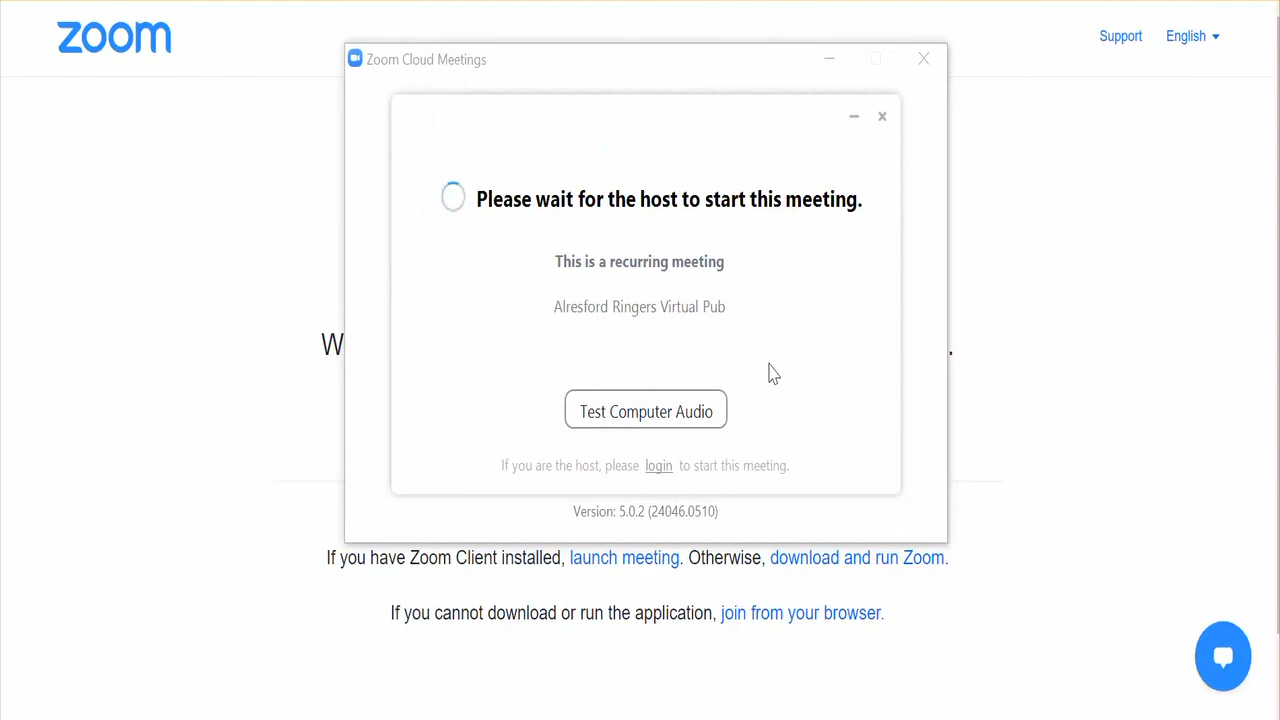 zoom
Support
English
Zoom Cloud Meetings
Please wait for the host to start this meeting.
This is a recurring meeting
Alresford Ringers Virtual Pub
W
.
Test Computer Audio
If you are the host, please login to start this meeting.
Version: 5.0.2 (24046.0510)
If you have Zoom Client installed, launch meeting. Otherwise, download and run Zoom.
If you cannot download or run the application, join from your browser.